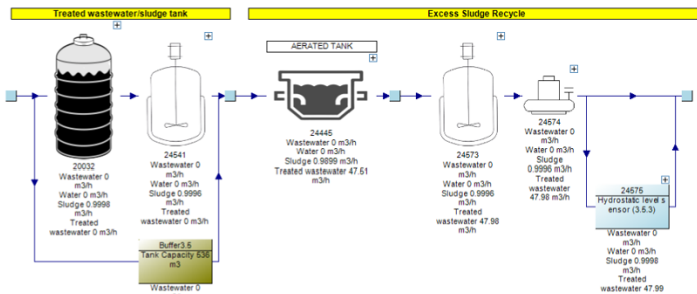 Treated wastewater/sludge tank
Excess Sludge Recycle
AERATED TANK
20032
Wastewater 0
m3/h
Water 0 m3/h
Sludge 0.9998
m3/h
Treated
wastewater 0 m3/h
24541
Wastewater 0
m3/h
Water 0 m3/h
Sludge 0.9996
m3/h
Treated
wastewater 0 m3/h
Buffer3.5
Tank Capacity 536
m3
Wastewater 0
24445
Wastewater 0 m3/h
Water 0 m3/h
Sludge 0.9899 m3/h
Treated wastewater 47.51
m3/h
24573
Wastewater 0
m3/h
Water 0 m3/h
Sludge 0.9996
m3/h
Treated
wastewater 47.98
m3/h
24574
Wastewater 0
m3/h
Water 0 m3/h
Sludge
0.9996 m3/h
Treated
wastewater
47.98 m3/h
24575
Hydrostatic level s
ensor (3.5.3)
Wastewater 0
m3/h
Water 0 m3/h
Sludge 0.9998
m3/h
Treated
wastewater 47.99